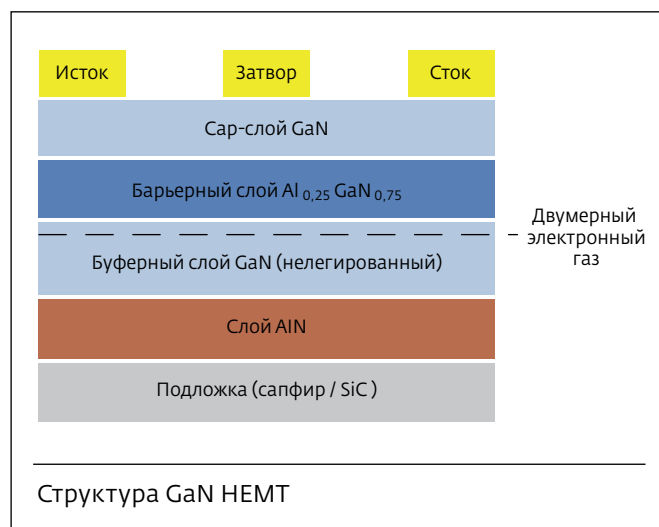 Исток Затвор Сток
Cap-слой GaN
Барьерный слой Al 0,25 GaN 0,75
Двумерный
электронный
газ
Буферный слой GaN (нелегированный)
Слой AlN
Подложка (сапфир / SiC )
Структура GaN HEMT